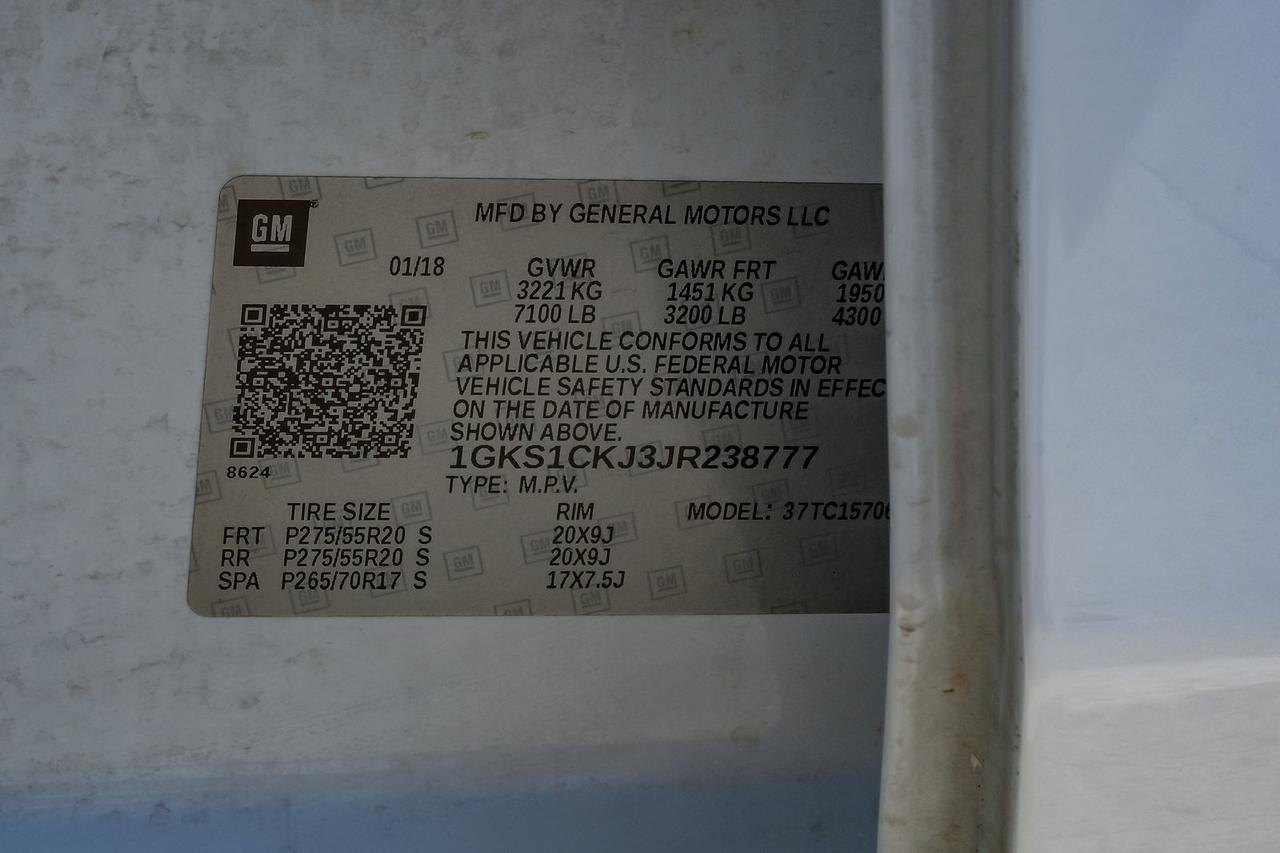 GM
MFD BY GENERAL MOTORS LLC
01/18 GVWR GAWR FRT GAW
3221 KG 1451 KG 1950
7100 LB 3200 LB 4300
THIS VEHICLE CONFORMS TO ALL
APPLICABLE U.S. FEDERAL MOTOR
VEHICLE SAFETY STANDARDS IN EFFEC
ON THE DATE OF MANUFACTURE
SHOWN ABOVE.
1GKS1CKJ3JR238777
8624
TYPE: M.P.V.
TIRE SIZE RIM MODEL: 37TC15706
FRT P275/55R20 S 20X9J
RR P275/55R20 S 20X9J
SPA P265/70R17 S 17X7.5J